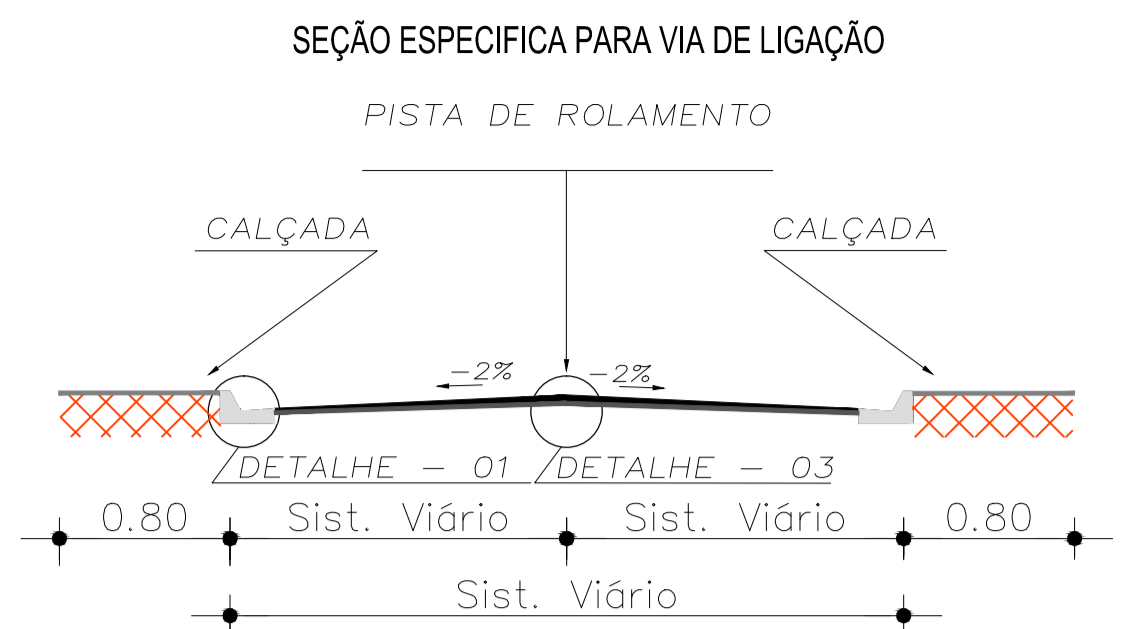 SEÇÃO ESPECIFICA PARA VIA DE LIGAÇÃO
PISTA DE ROLAMENTO
CALÇADA
CALÇADA
-2%
-2%
DETALHE - 01
DETALHE - 03
0.80
Sist. Viário
Sist. Viário
0.80
Sist. Viário